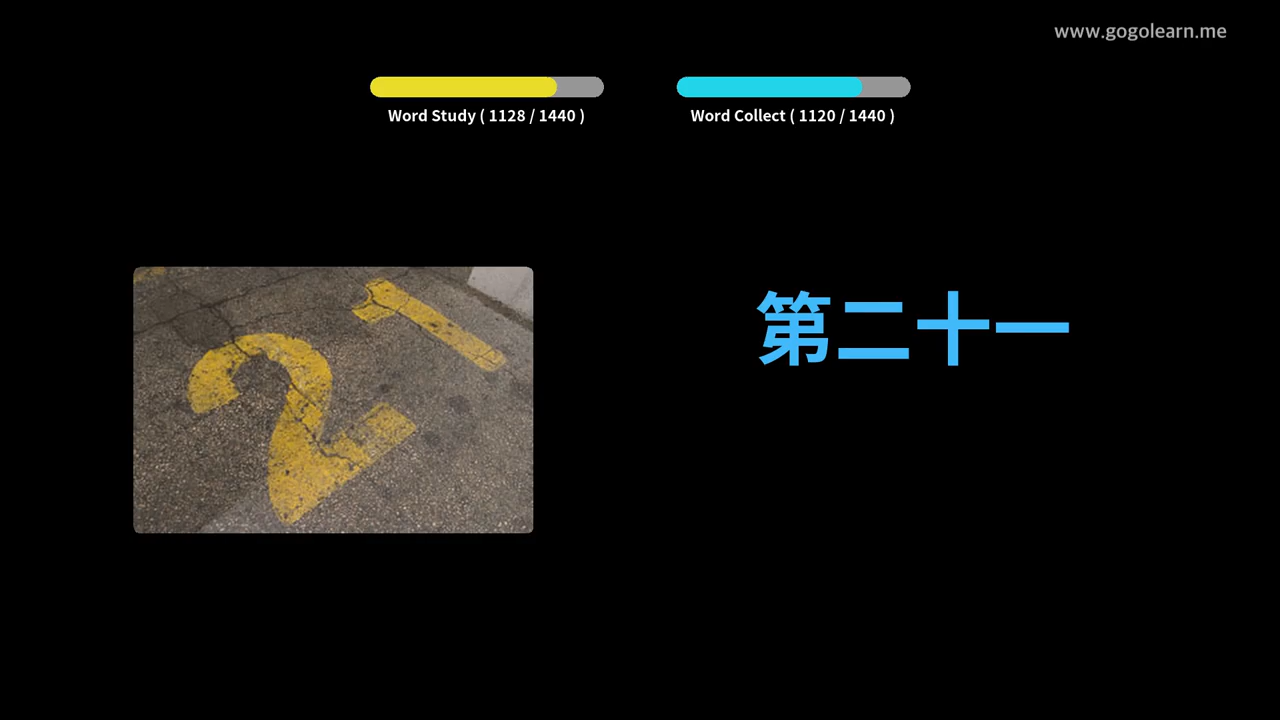 www.gogolearn.me
Word Study ( 1128 / 1440 )
Word Collect ( 1120 / 1440 )
21
第二十一